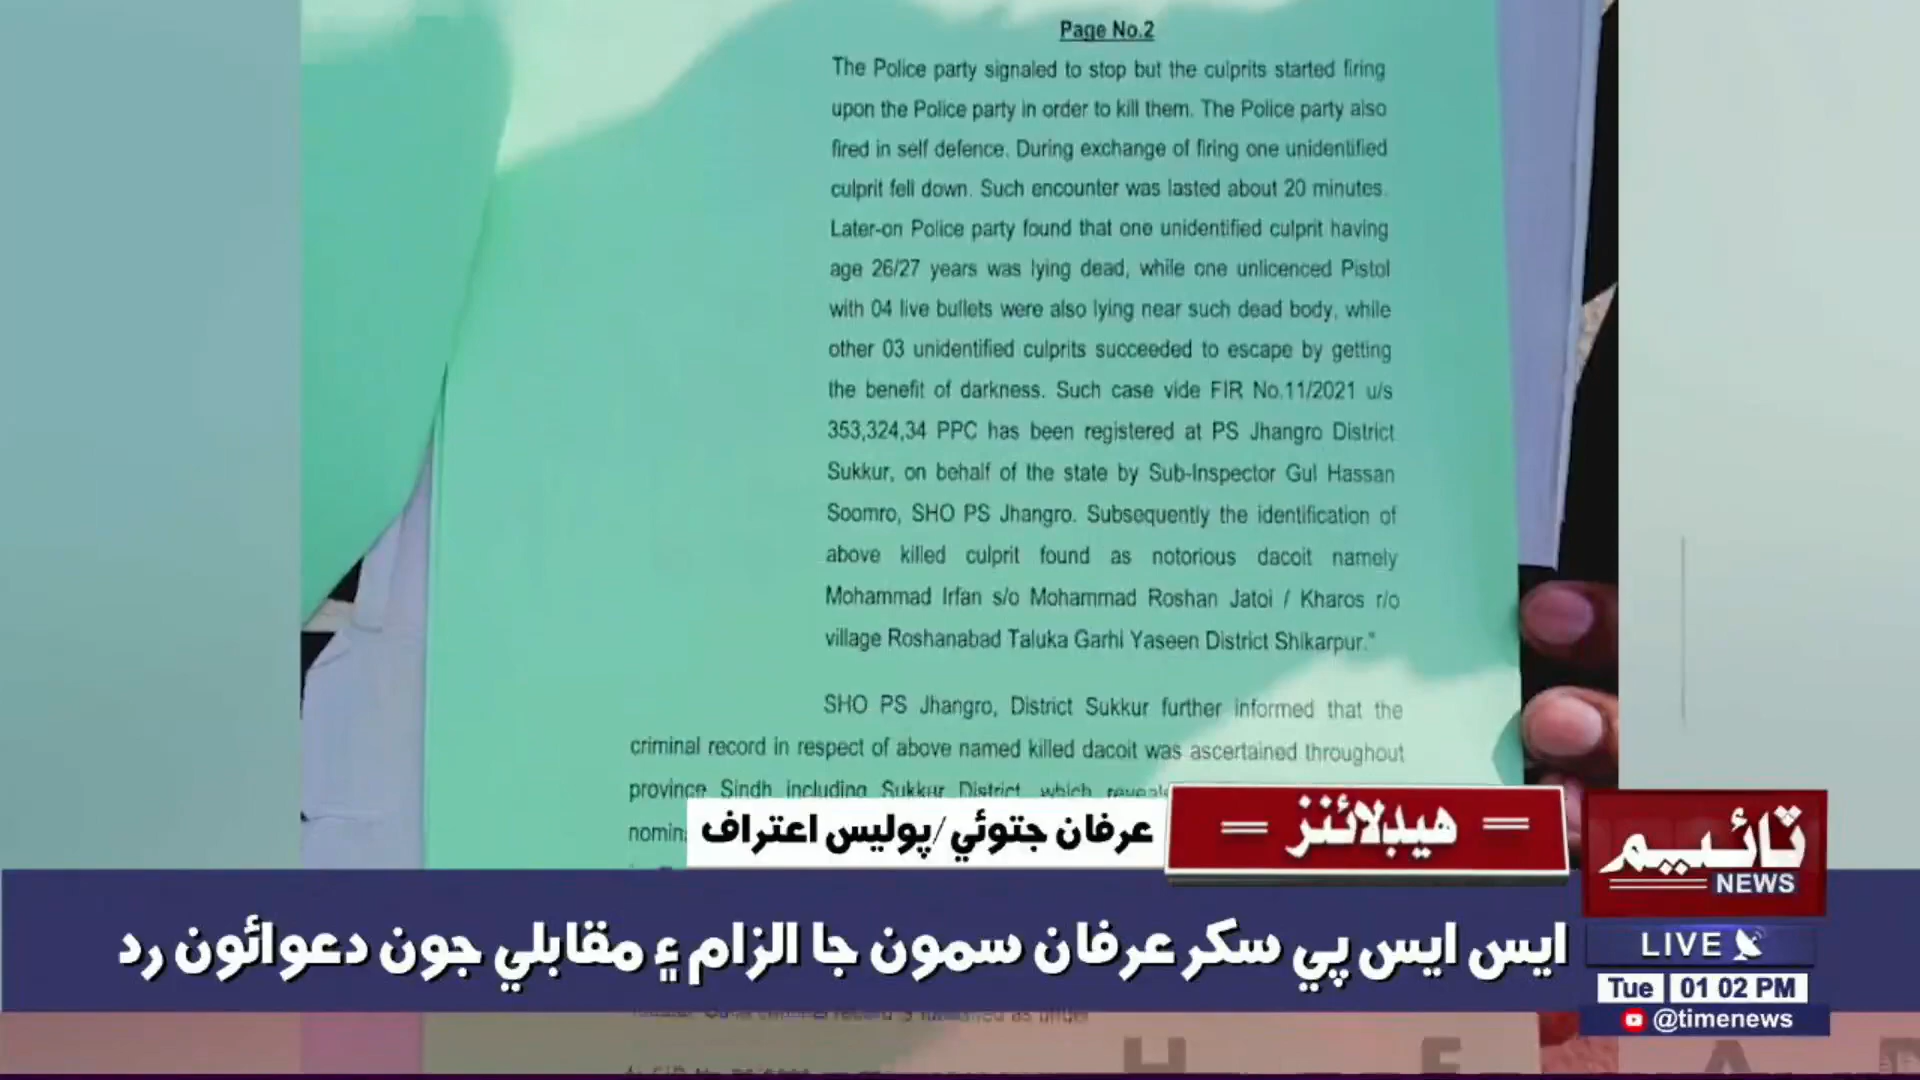 Page No.2
The Police party signaled to stop but the culprits started firing
upon the Police party in order to kill them. The Police party also
fired in self defence. During exchange of firing one unidentified
culprit fell down. Such encounter was lasted about 20 minutes.
Later-on Police party found that one unidentified culprit having
age 26/27 years was lying dead, while one unlicenced Pistol
with 04 live bullets were also lying near such dead body, while
other 03 unidentified culprits succeeded to escape by getting
the benefit of darkness. Such case vide FIR No.11/2021 u/s
353,324,34 PPC has been registered at PS Jhangro District
Sukkur, on behalf of the state by Sub-Inspector Gul Hassan
Soomro, SHO PS Jhangro. Subsequently the identification of
above killed culprit found as notorious dacoit namely
Mohammad Irfan s/o Mohammad Roshan Jatoi / Kharos r/o
village Roshanabad Taluka Garhi Yaseen District Shikarpur."
SHO PS Jhangro, District Sukkur further informed that the
criminal record in respect of above named killed dacoit was ascertained throughout
province Sindh including Sukkur District, which
هيڊلائنز
عرفان جتوئي /پوليس اعتراف
ايس ايس پي سکر عرفان سمون جا الزام ۽ مقابلي جون دعوائون رد
ٽائيم
NEWS
LIVE
Tue 01 02 PM
@timenews
H E A D